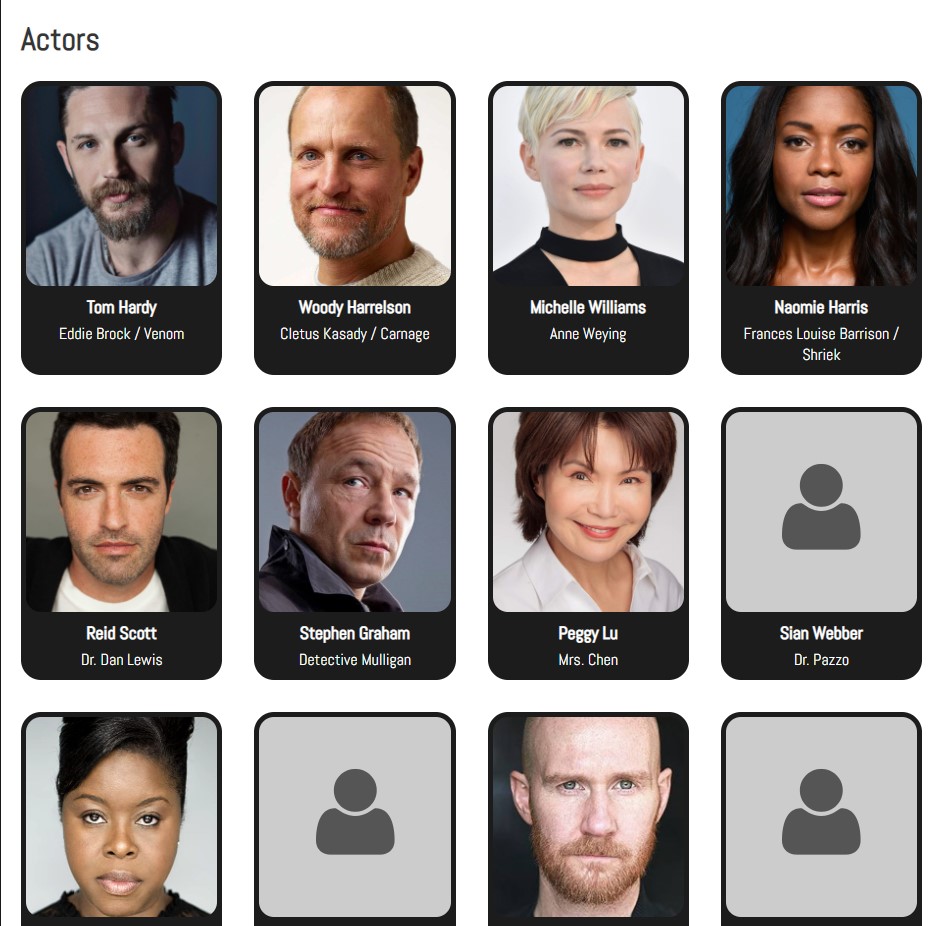 Actors
Tom Hardy
Eddie Brock / Venom
Woody Harrelson
Cletus Kasady / Carnage
Michelle Williams
Anne Weying
Naomie Harris
Frances Louise Barrison /
Shriek
Reid Scott
Dr. Dan Lewis
Stephen Graham
Detective Mulligan
Peggy Lu
Mrs. Chen
Sian Webber
Dr. Pazzo